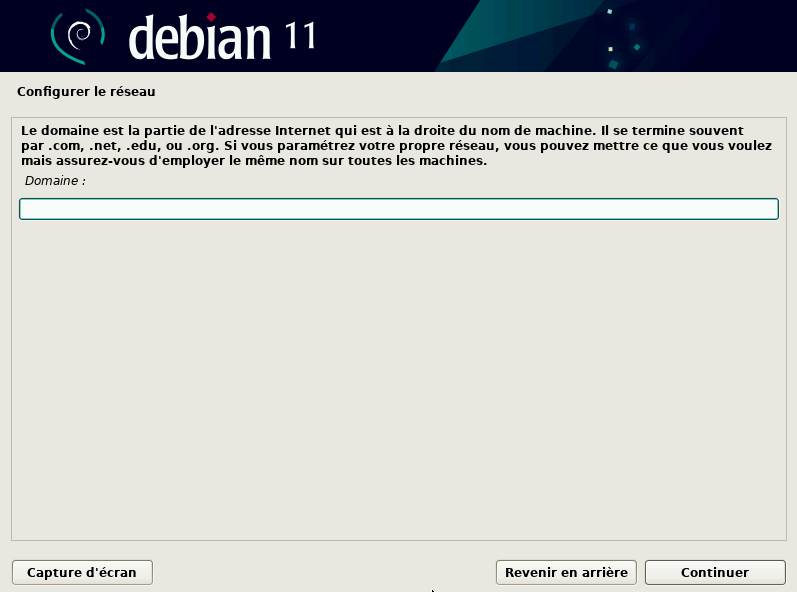 debian 11
Configurer le réseau
Le domaine est la partie de l'adresse Internet qui est à la droite du nom de machine. Il se termine souvent
par .com, .net, .edu, ou .org. Si vous paramétrez votre propre réseau, vous pouvez mettre ce que vous voulez
mais assurez-vous d'employer le même nom sur toutes les machines.
Domaine :
Capture d'écran
Revenir en arrière
Continuer